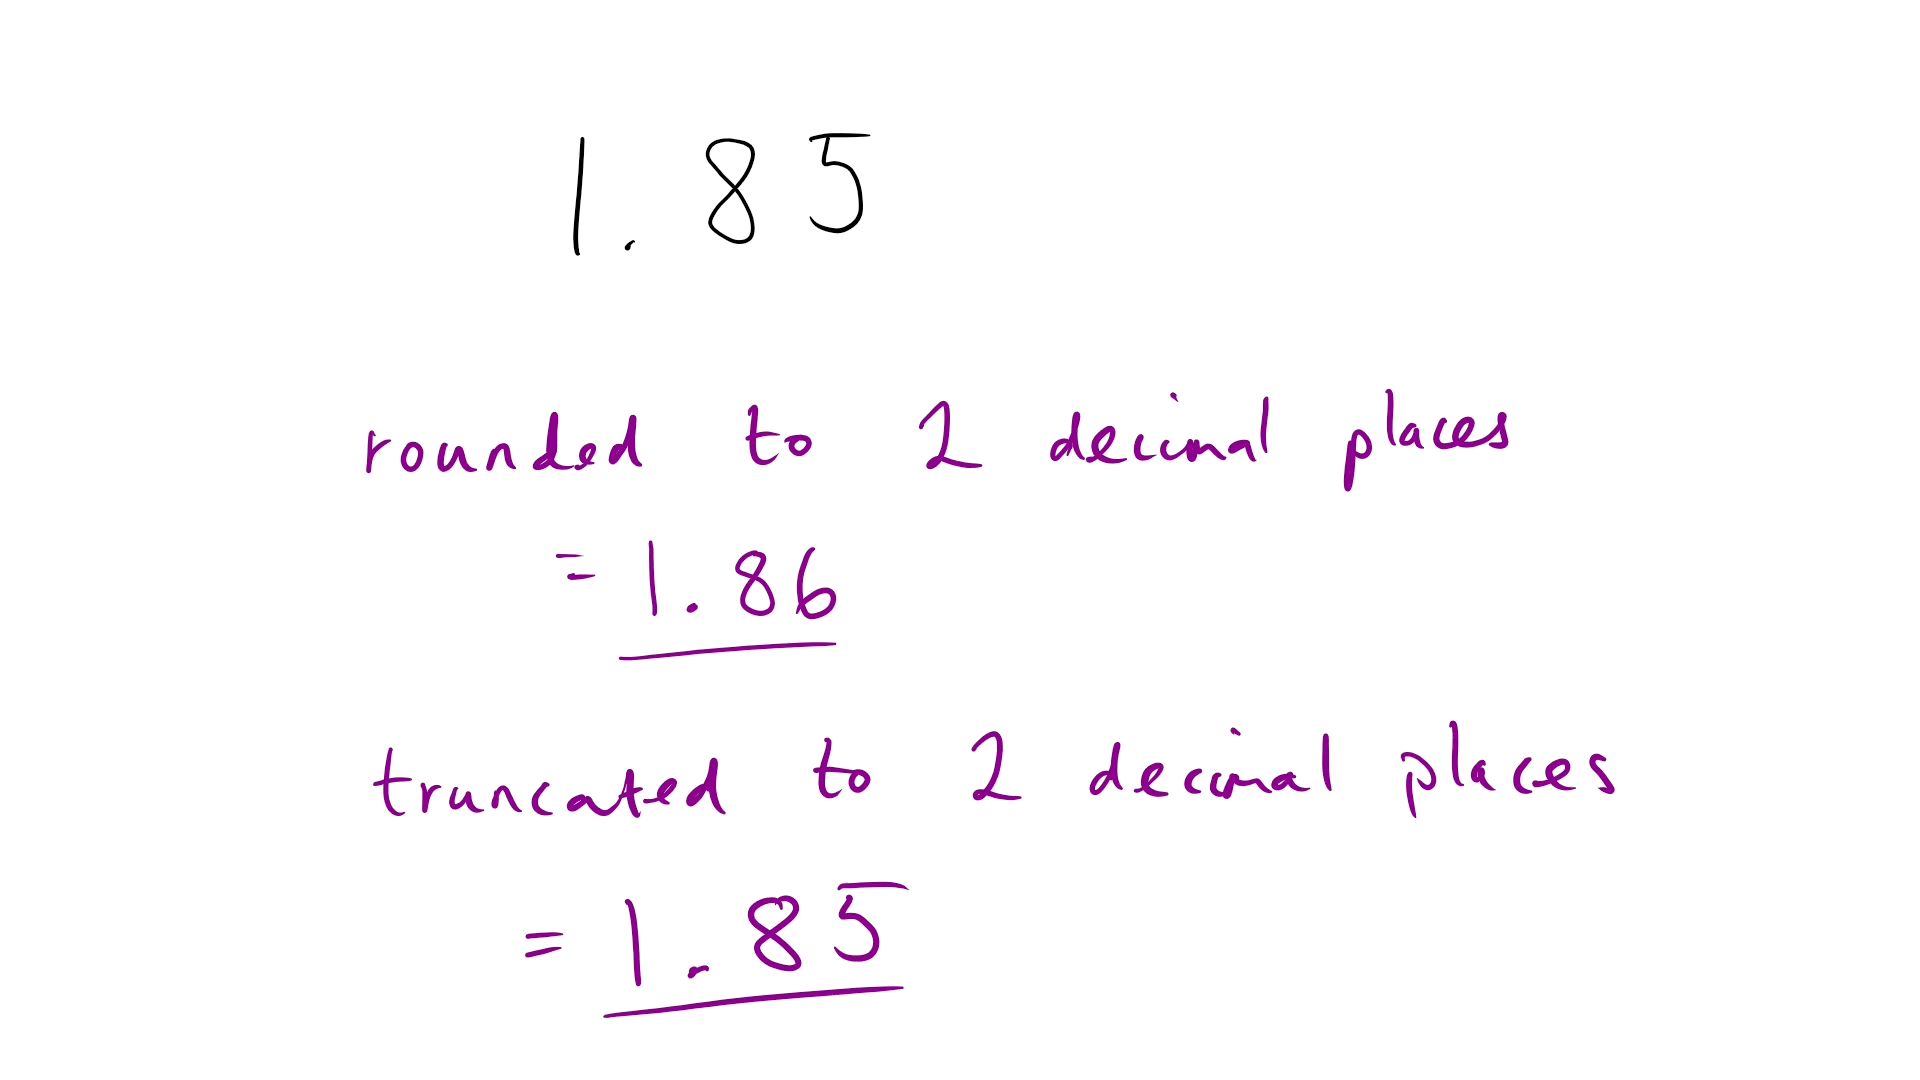 1.85
rounded to 2 decimal places
= 1.86
truncated to 2 decimal places
= 1.85